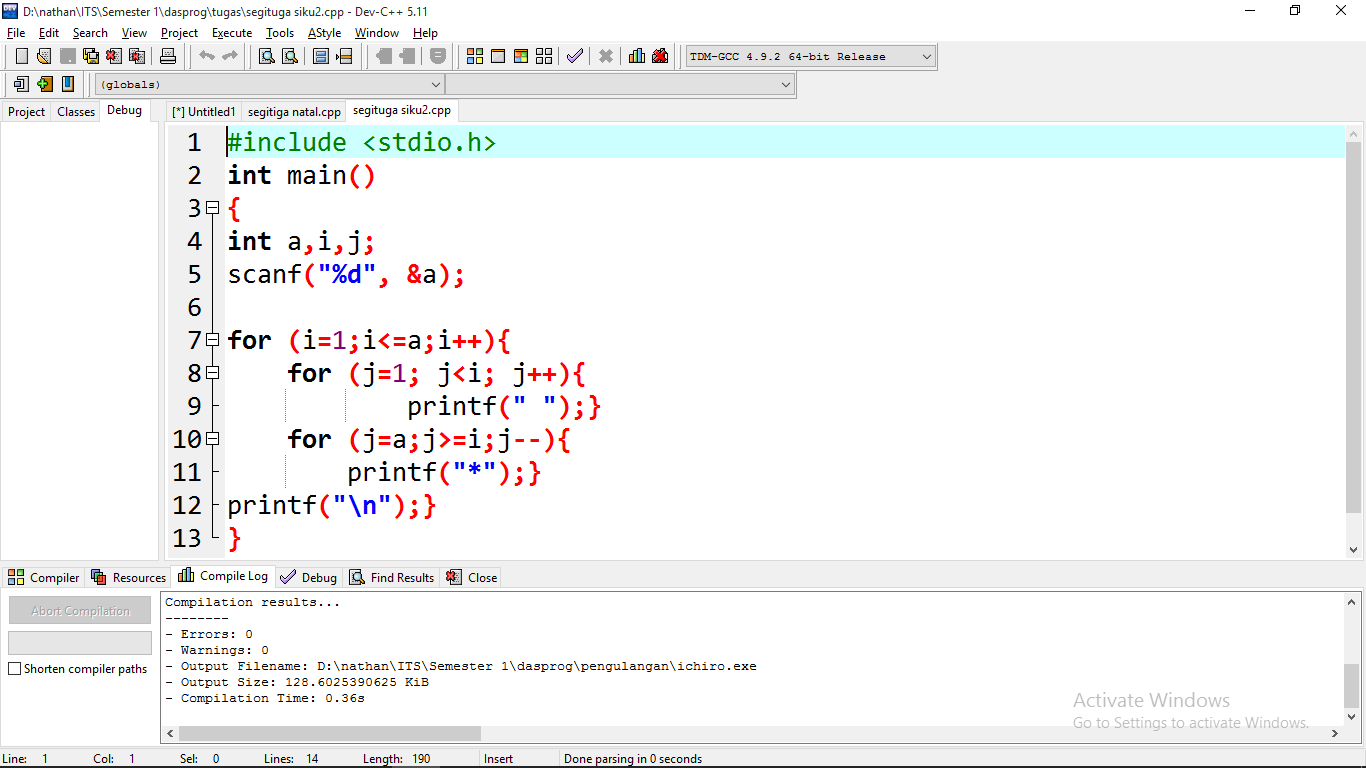 D:\nathan\ITS\Semester 1\dasprog\tugas\segituga siku2.cpp - Dev-C++ 5.11
File Edit Search View Project Execute Tools AStyle Window Help
TDM-GCC 4.9.2 64-bit Release
(globals)
Project Classes Debug [*] Untitled1 segitiga natal.cpp segituga siku2.cpp
1 #include <stdio.h>
2 int main()
3 {
4 int a,i,j;
5 scanf("%d", &a);
6
7 for (i=1;i<=a;i++){
8     for (j=1; j<i; j++){
9             printf(" ");}
10     for (j=a;j>=i;j--){
11         printf("*");}
12 printf("\n");}
13 }
Compiler Resources Compile Log Debug Find Results Close
Abort Compilation
Shorten compiler paths
Compilation results...
--------
- Errors: 0
- Warnings: 0
- Output Filename: D:\nathan\ITS\Semester 1\dasprog\pengulangan\ichiro.exe
- Output Size: 128.6025390625 KiB
- Compilation Time: 0.36s
Activate Windows
Go to Settings to activate Windows.
Line: 1 Col: 1 Sel: 0 Lines: 14 Length: 190 Insert Done parsing in 0 seconds